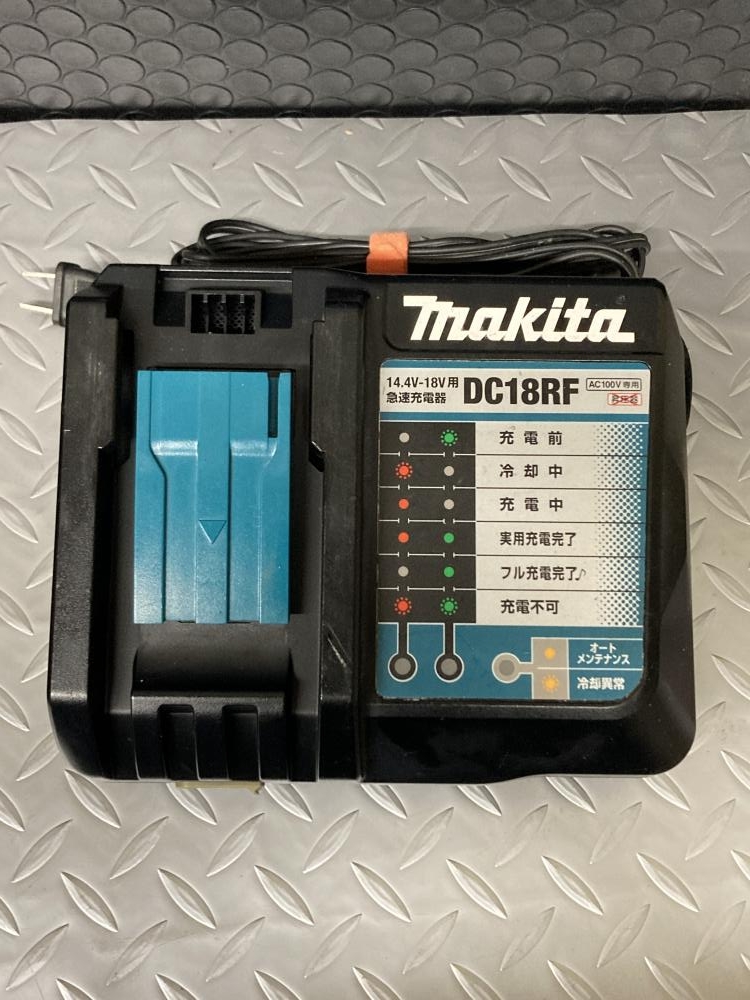 makita
14.4V-18V用
急速充電器
DC18RF
AC100V専用
昇圧器
充電前
冷却中
充電中
実用充電完了
フル充電完了♪
充電不可
オート
メンテナンス
冷却異常